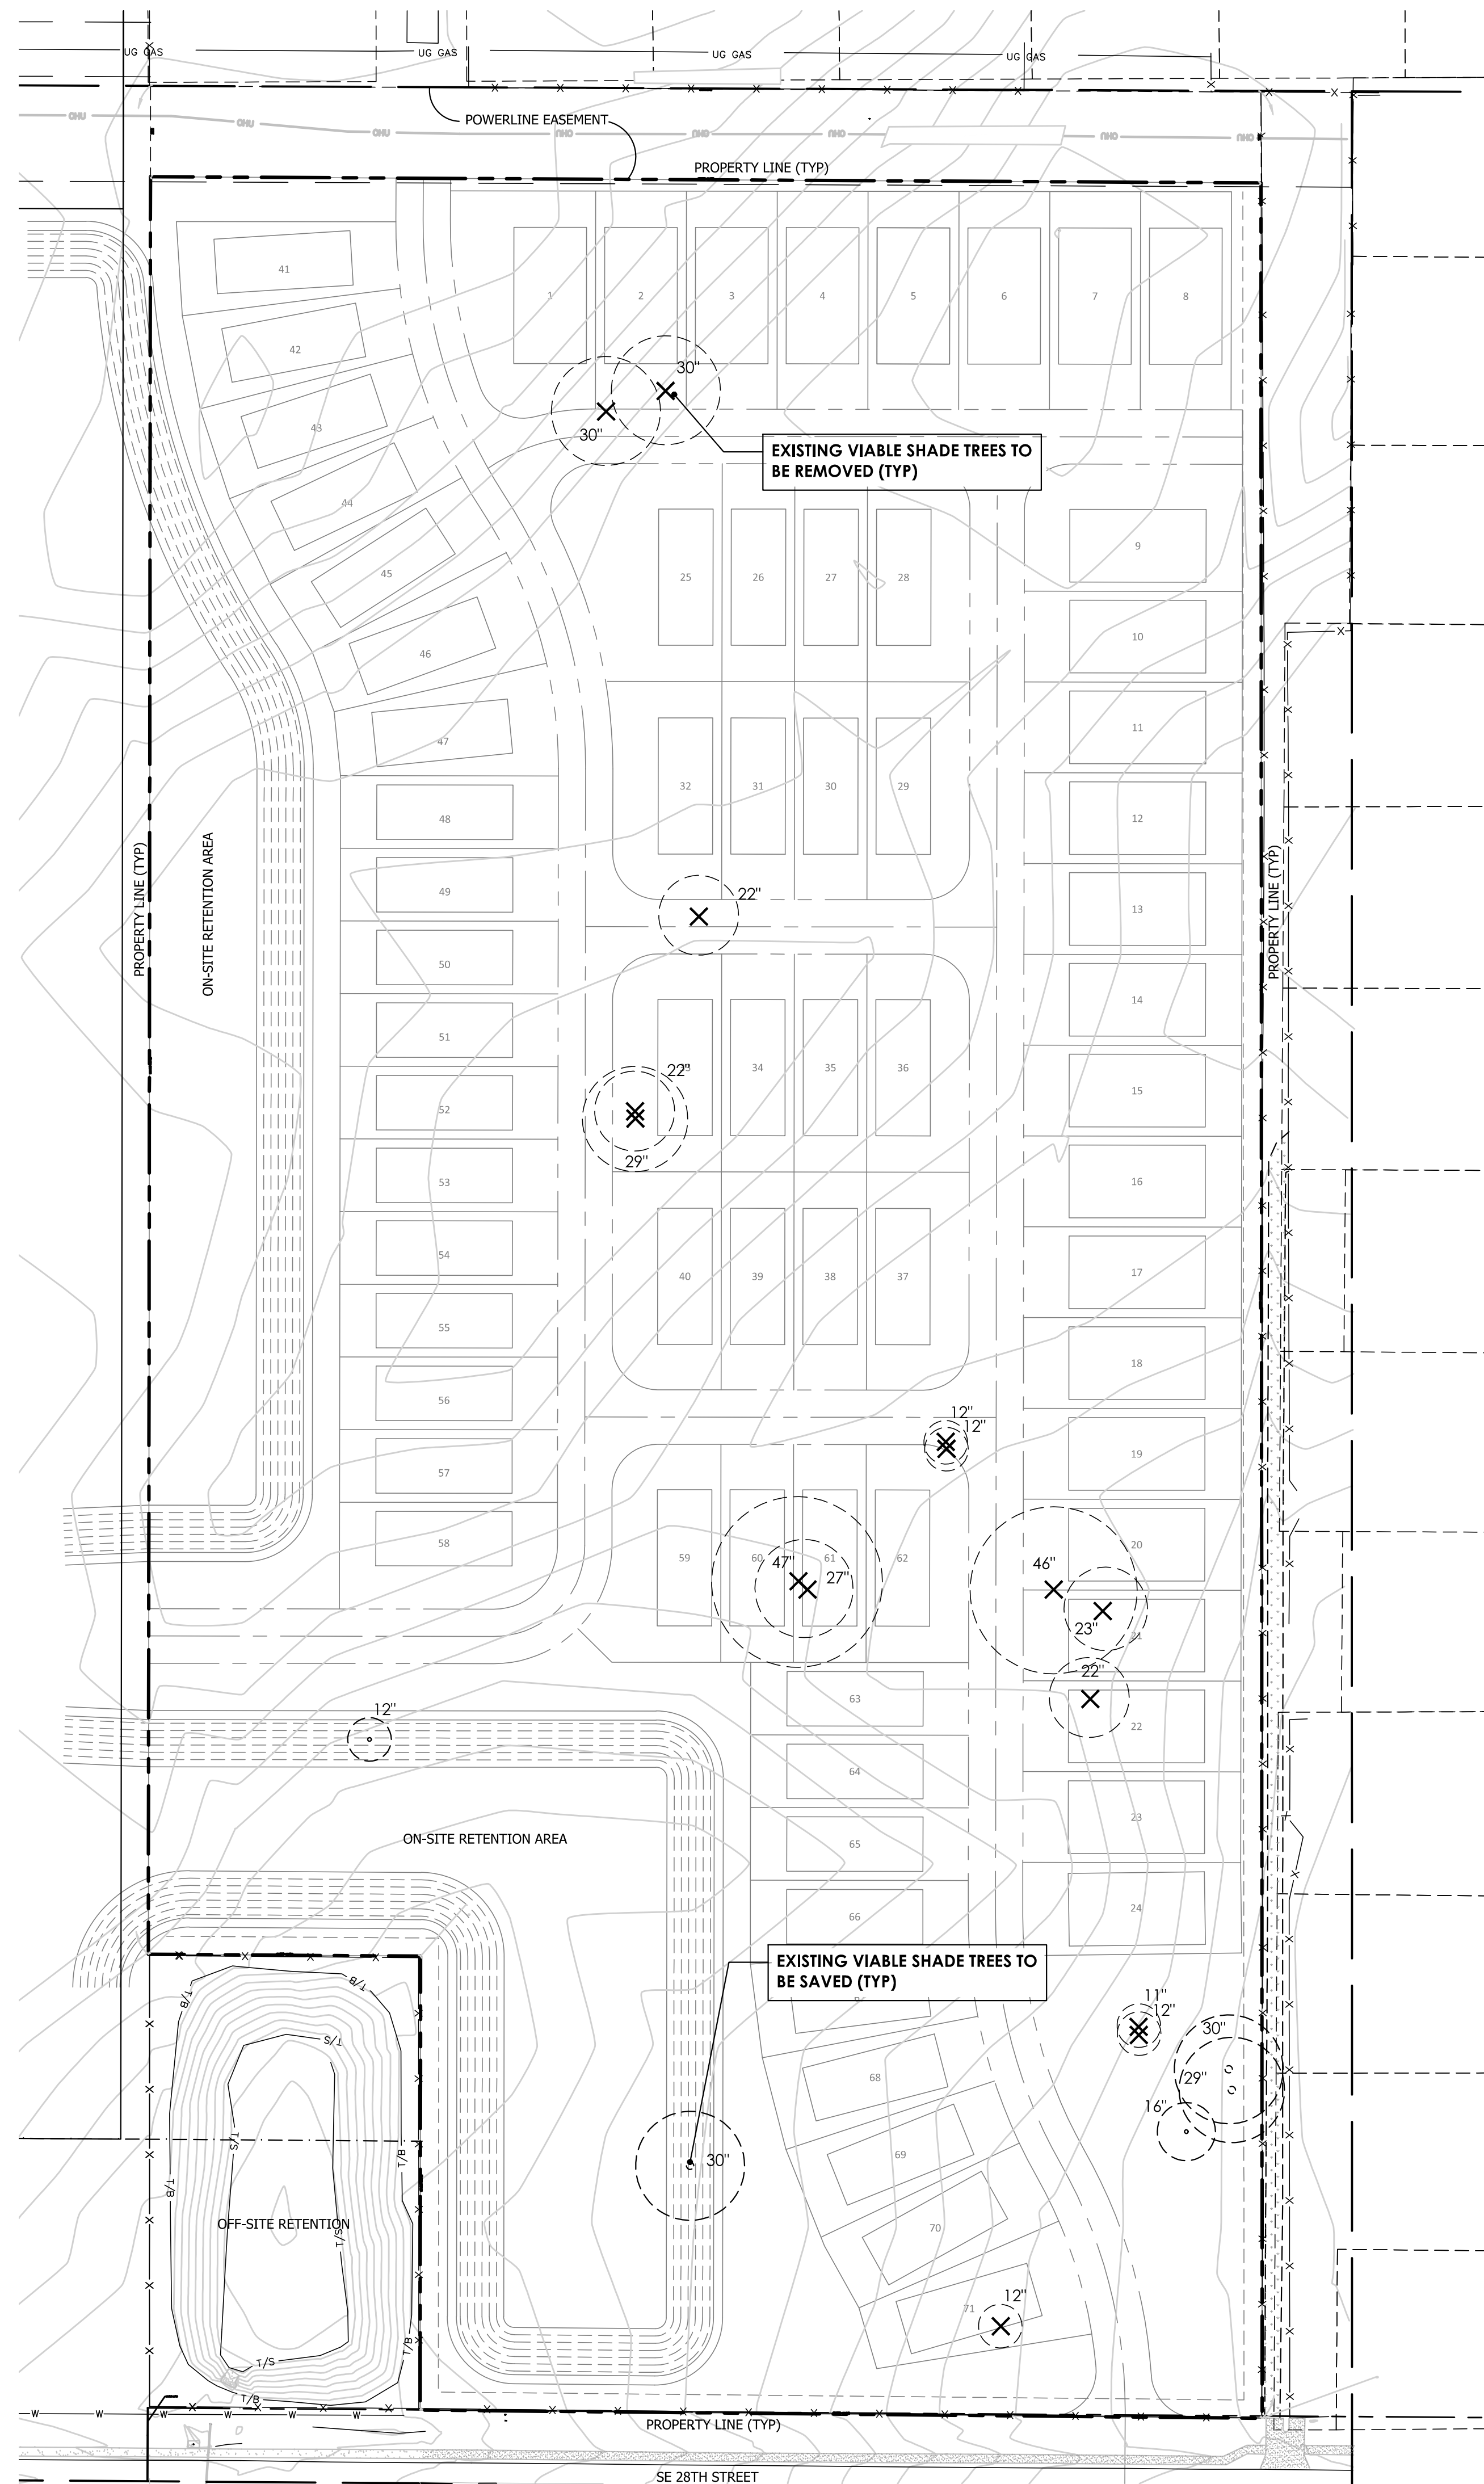 UG GAS
UG GAS
UG GAS
UG GAS
POWERLINE EASEMENT
OHU
OHU
OHU
OHU
OHU
OHU
OHU
PROPERTY LINE (TYP)
41
1
2
3
4
5
6
7
8
42
30"
43
30"
EXISTING VIABLE SHADE TREES TO
BE REMOVED (TYP)
44
45
25
26
27
28
9
46
10
47
11
32
31
30
29
48
12
PROPERTY LINE (TYP)
ON-SITE RETENTION AREA
49
22"
13
PROPERTY LINE (TYP)
50
14
51
22"
34
35
36
15
52
29"
53
16
54
40
39
38
37
17
55
18
56
12"
12"
57
19
58
59
60
61
62
47"
27"
46"
20
23"
21
22"
63
22
12"
64
23
ON-SITE RETENTION AREA
65
66
24
EXISTING VIABLE SHADE TREES TO
BE SAVED (TYP)
T/B
T/B
T/S
11"
12"
30"
68
29"
16"
T/S
T/B
69
30"
T/B
OFF-SITE RETENTION
T/S
70
71
12"
T/S
T/B
T/B
W
W
W
W
W
W
PROPERTY LINE (TYP)
SE 28TH STREET